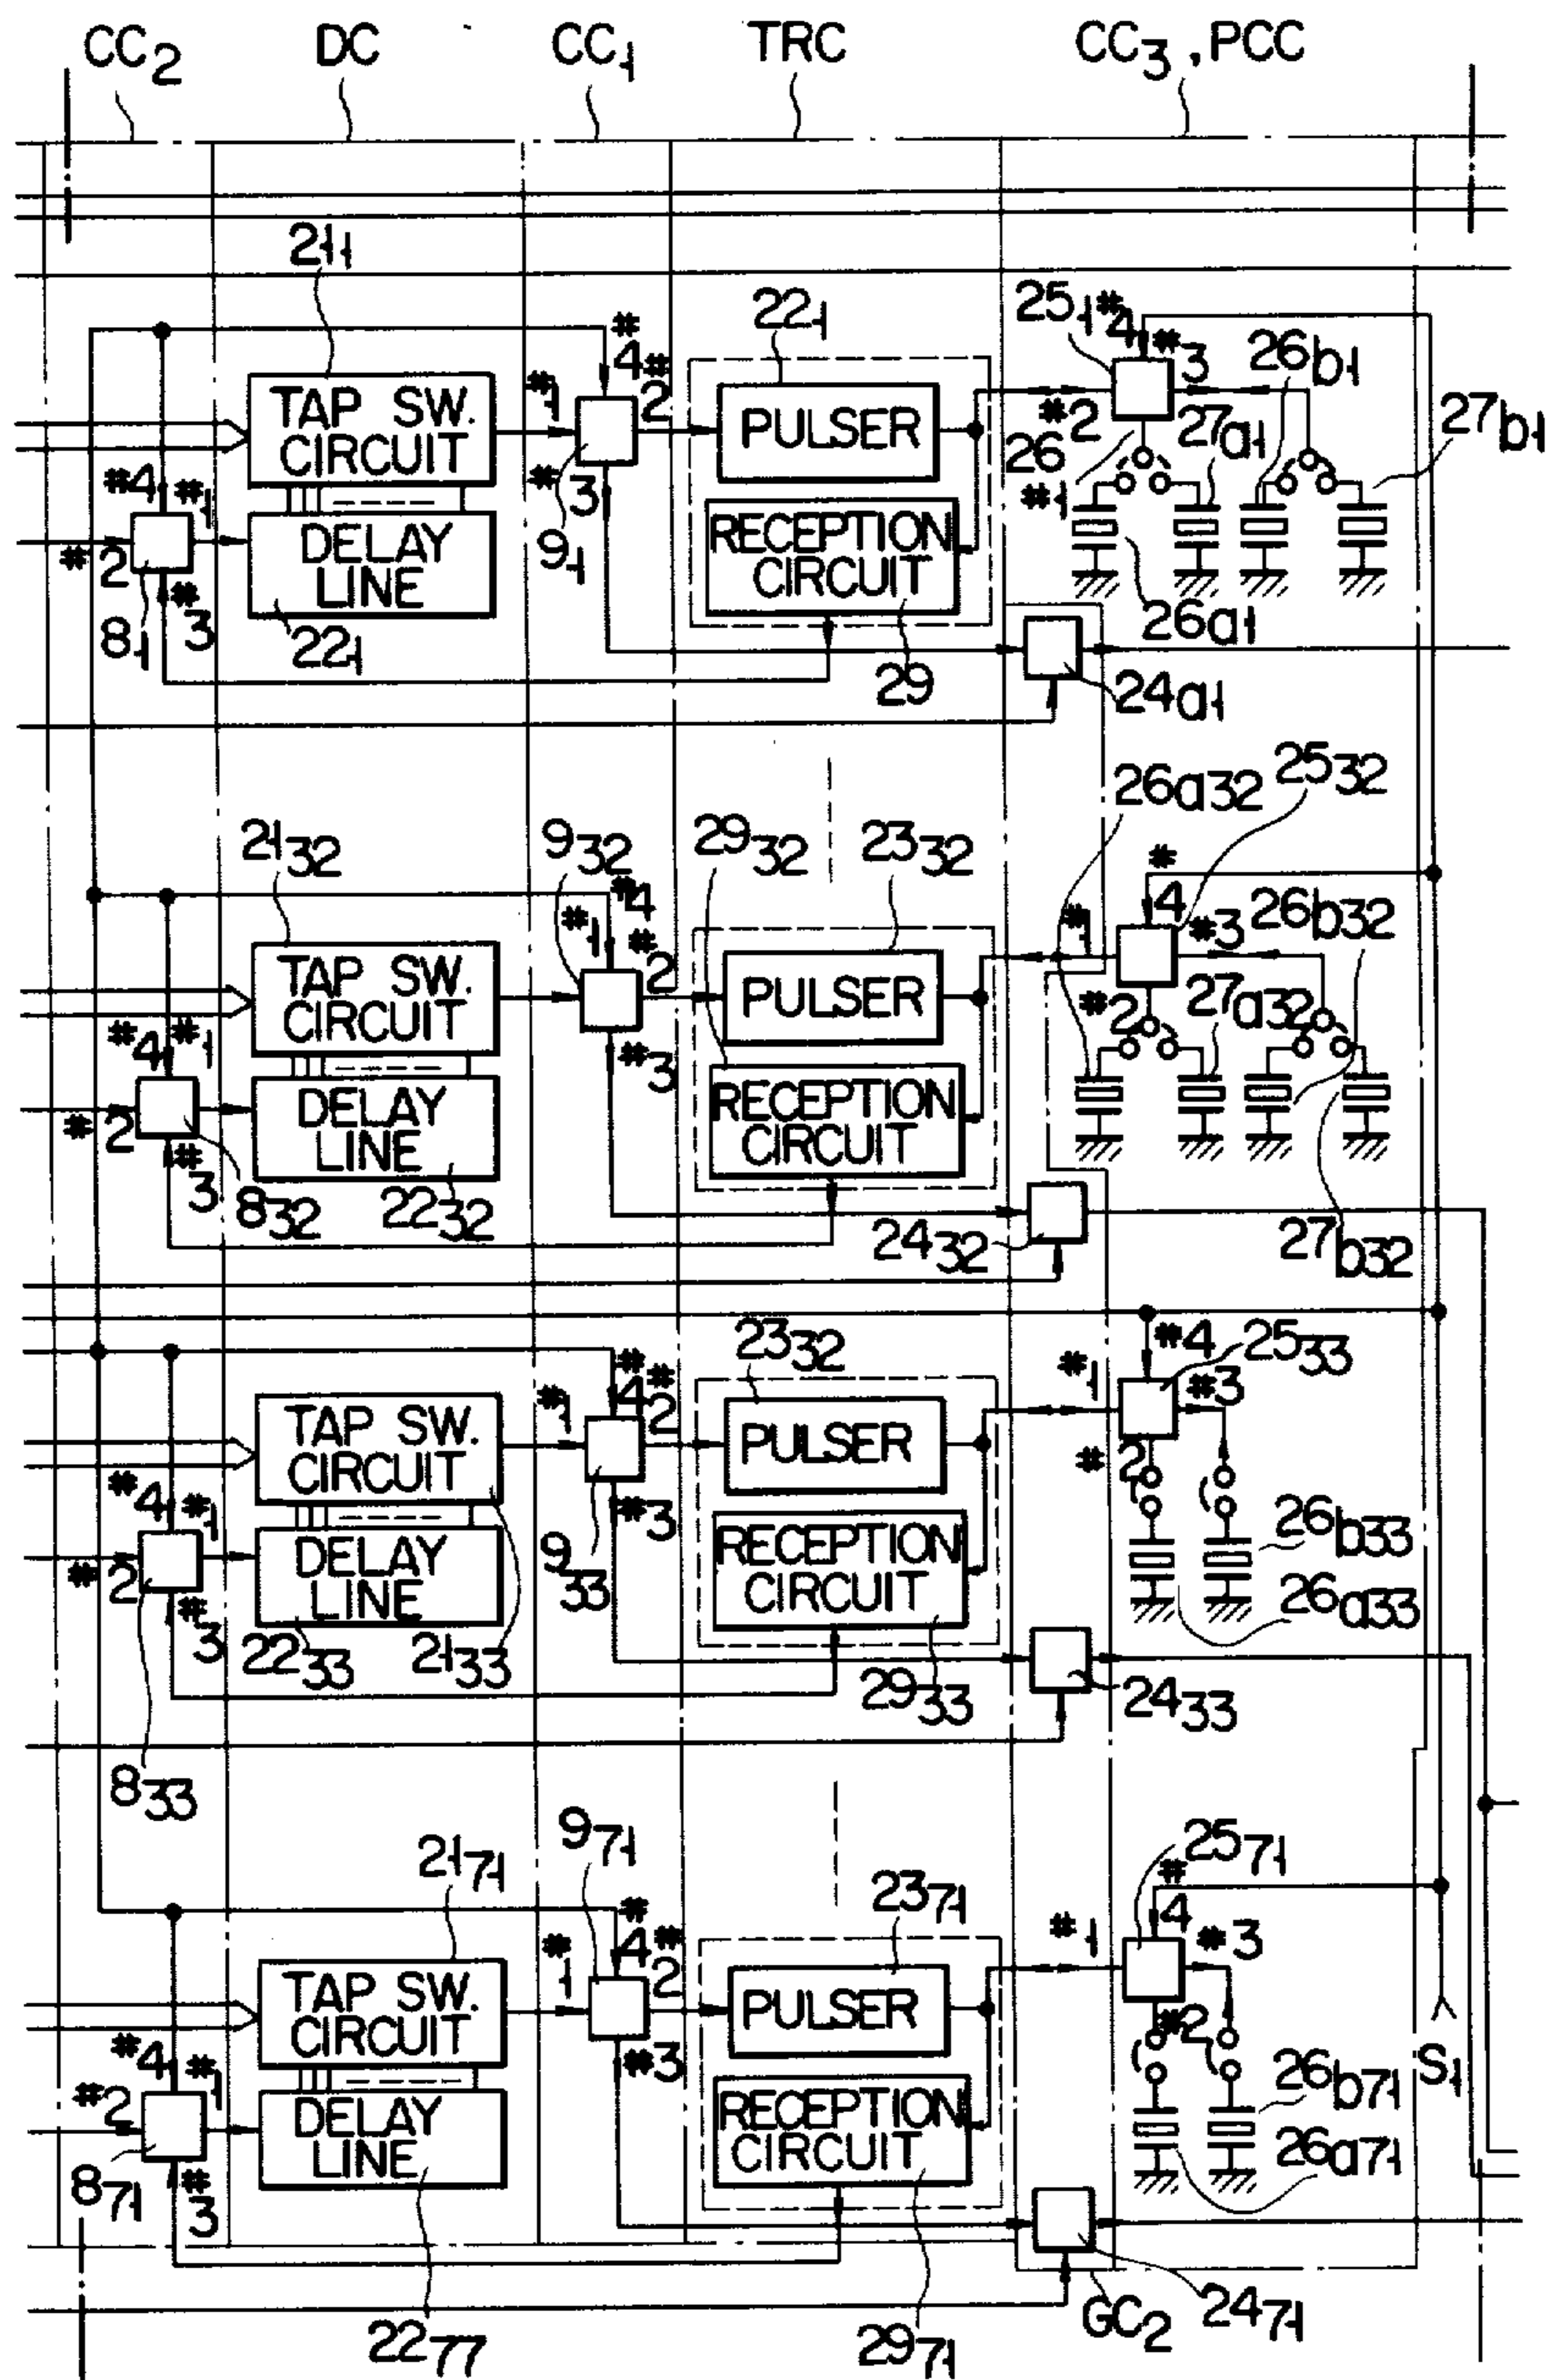 CC2 DC CC1 TRC CC3, PCC
211 221 251 #4 #3 26b1 27b1
#4 #2 #1
TAP SW. CIRCUIT
PULSER
#2 27a1
26
#1
#4 #1
#3
DELAY LINE
RECEPTION CIRCUIT
91
#2
81 #3
221
29
26a1
24a1
26a32 2532
2132 932 2932 2332
#4 #1 #2
#4
#1 #3 26b32
TAP SW. CIRCUIT
PULSER
#2 27a32
#4 #1
#3
DELAY LINE
RECEPTION CIRCUIT
#2
#3
832 2232
2432
27b32
2332
#4 #2 #1
#4 2533
#1 #3
TAP SW. CIRCUIT
PULSER
#2
#4 #1
#3
DELAY LINE
RECEPTION CIRCUIT
933
26b33
26a33
#2
#3
2233 2133
2933
2433
833
971
2171
2371
2571
#4 #2 #1
#4
#1 #3
TAP SW. CIRCUIT
PULSER
#2
#4 #1
#3
#2
DELAY LINE
RECEPTION CIRCUIT
26b71 S1
26a71
871 #3
GC2 2471
2277 2971